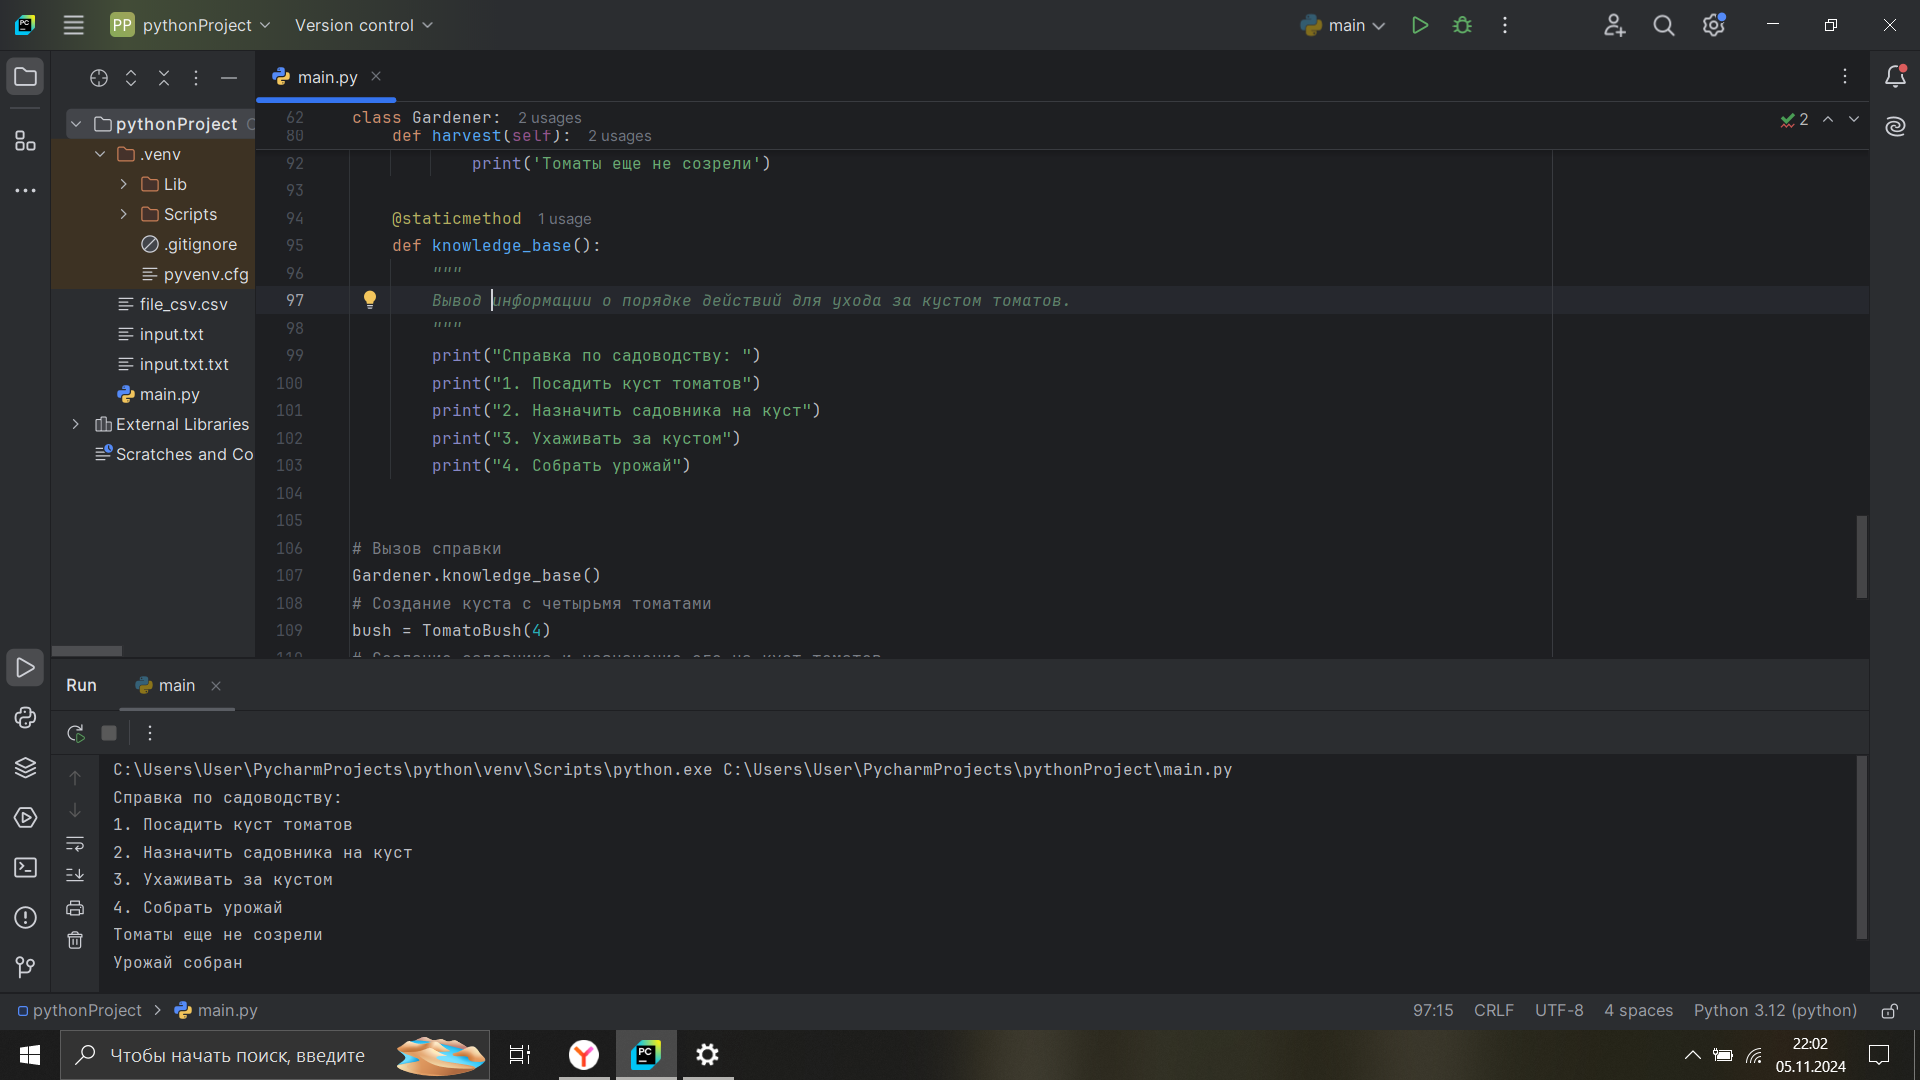 PP pythonProject Version control main
main.py
pythonProject
.venv
Lib
Scripts
.gitignore
pyvenv.cfg
file_csv.csv
input.txt
input.txt.txt
main.py
External Libraries
Scratches and Co
62 class Gardener: 2 usages
80 def harvest(self): 2 usages
2
92 print('Томаты еще не созрели')
93
94 @staticmethod 1 usage
95 def knowledge_base():
96 """
97 Вывод информации о порядке действий для ухода за кустом томатов.
98 """
99 print("Справка по садоводству: ")
100 print("1. Посадить куст томатов")
101 print("2. Назначить садовника на куст")
102 print("3. Ухаживать за кустом")
103 print("4. Собрать урожай")
104
105
106 # Вызов справки
107 Gardener.knowledge_base()
108 # Создание куста с четырьмя томатами
109 bush = TomatoBush(4)
Run main
C:\Users\User\PycharmProjects\python\venv\Scripts\python.exe C:\Users\User\PycharmProjects\pythonProject\main.py
Справка по садоводству:
1. Посадить куст томатов
2. Назначить садовника на куст
3. Ухаживать за кустом
4. Собрать урожай
Томаты еще не созрели
Урожай собран
pythonProject main.py 97:15 CRLF UTF-8 4 spaces Python 3.12 (python)
Чтобы начать поиск, введите
22:02
05.11.2024